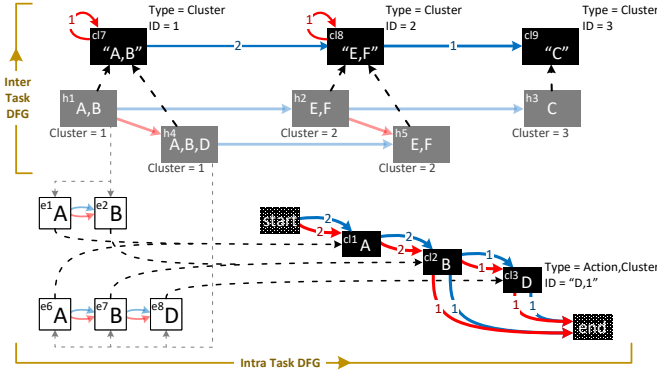 Type = Cluster
ID = 1
Type = Cluster
ID = 2
Type = Cluster
ID = 3
1
cl7
"A,B"
2
1
cl8
"E,F"
1
cl9
"C"
Inter
Task
DFG
h1
A,B
Cluster = 1
h4
A,B,D
Cluster = 1
h2
E,F
Cluster = 2
h5
E,F
Cluster = 2
h3
C
Cluster = 3
e1
A
e2
B
start
2
2
cl1
A
2
2
cl2
B
1
1
cl3
D
Type = Action,Cluster
ID = "D,1"
1
1
1
1
end
e6
A
e7
B
e8
D
Intra Task DFG